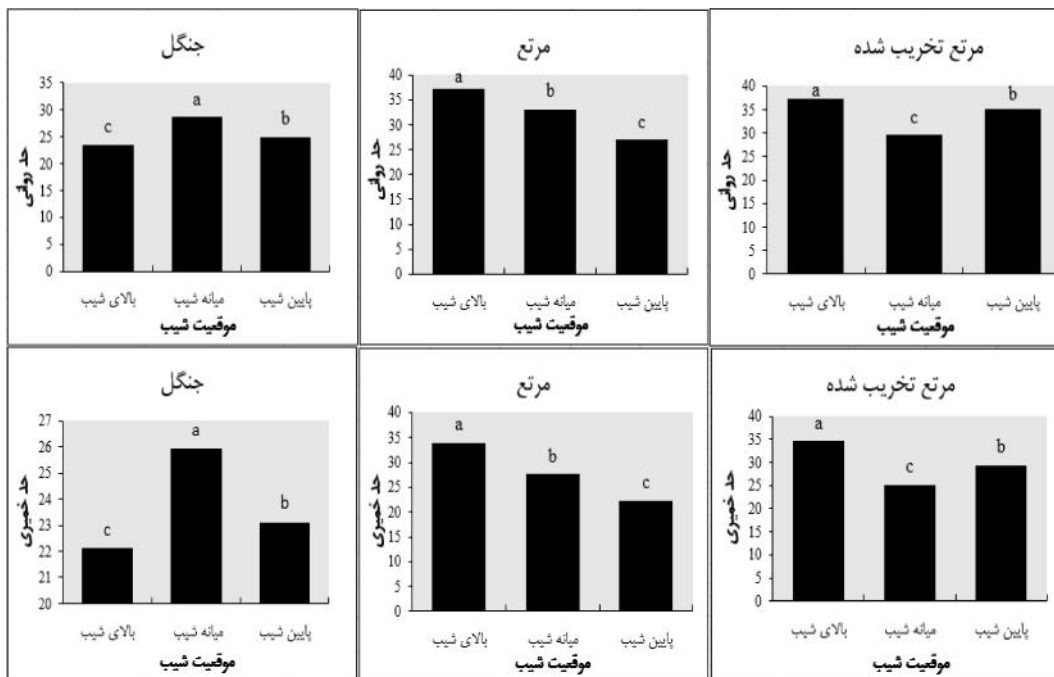 جنگل
35
30
25
20
15
10
5
0
c
a
b
حد روانی
بالای شیب میانه شیب پایین شیب
موقعیت شیب
مرتع
40
35
30
25
20
15
10
5
0
a
b
c
حد روانی
بالای شیب میانه شیب پایین شیب
موقعیت شیب
مرتع تخریب شده
40
35
30
25
20
15
10
5
0
a
c
b
حد روانی
بالای شیب میانه شیب پایین شیب
موقعیت شیب
جنگل
27
26
25
24
23
22
21
20
c
a
b
حد خمیری
بالای شیب میانه شیب پایین شیب
موقعیت شیب
مرتع
40
35
30
25
20
15
10
5
0
a
b
c
حد خمیری
بالای شیب میانه شیب پایین شیب
موقعیت شیب
مرتع تخریب شده
40
35
30
25
20
15
10
5
0
a
c
b
حد خمیری
بالای شیب میانه شیب پایین شیب
موقعیت شیب